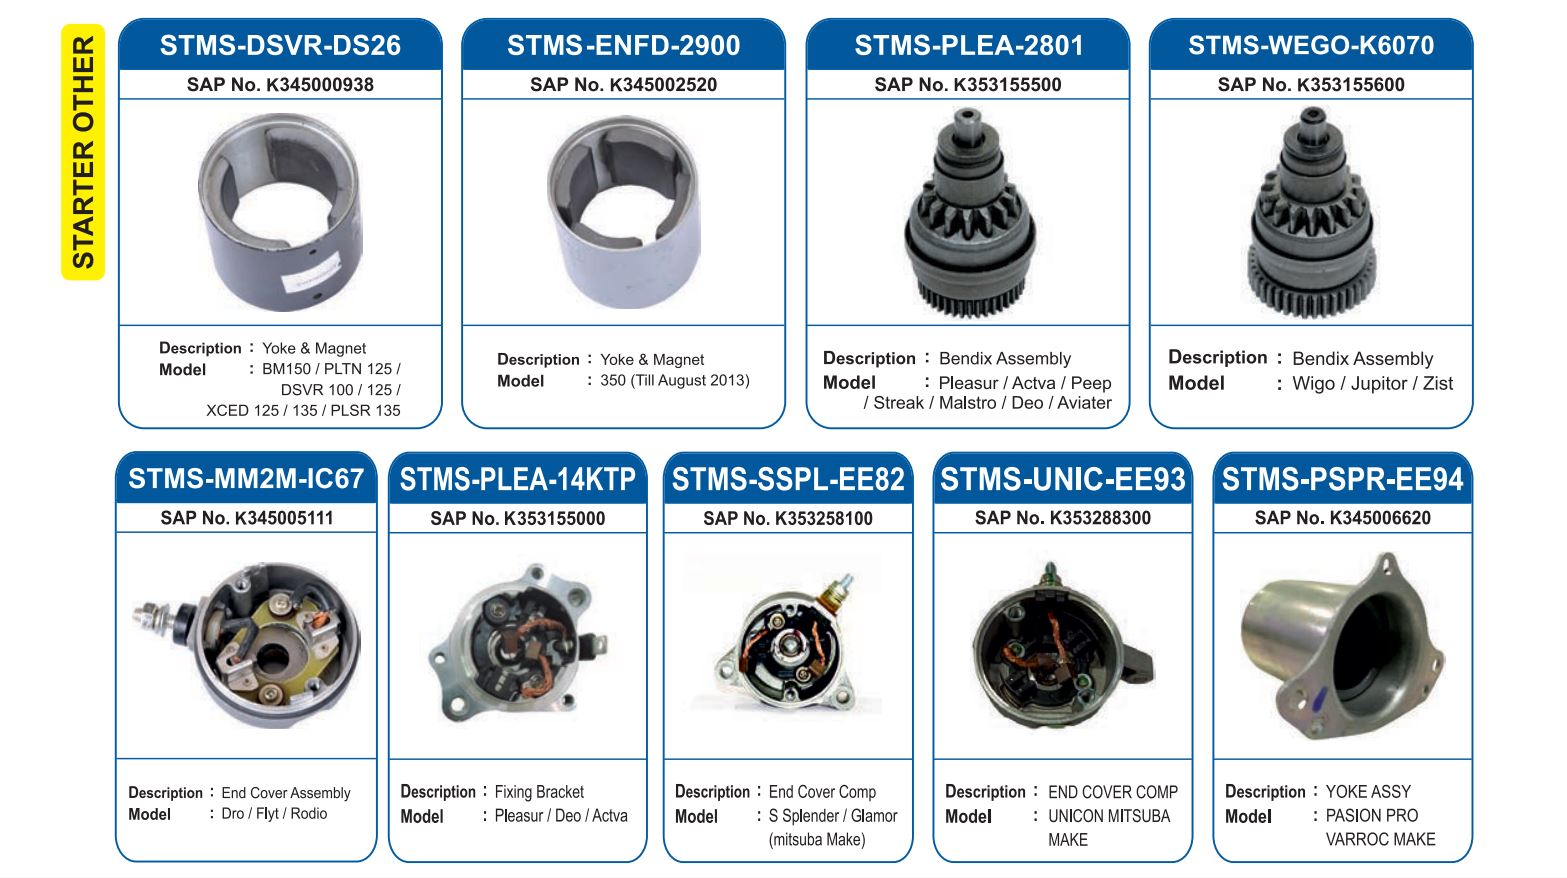 STARTER OTHER
STMS-DSVR-DS26
SAP No. K345000938
Description : Yoke & Magnet
Model : BM150 / PLTN 125 /
DSVR 100 / 125 /
XCED 125 / 135 / PLSR 135
STMS-ENFD-2900
SAP No. K345002520
Description : Yoke & Magnet
Model : 350 (Till August 2013)
STMS-PLEA-2801
SAP No. K353155500
Description : Bendix Assembly
Model : Pleasur / Actva / Peep
/ Streak / Malstro / Deo / Aviater
STMS-WEGO-K6070
SAP No. K353155600
Description : Bendix Assembly
Model : Wigo / Jupitor / Zist
STMS-MM2M-IC67
SAP No. K345005111
Description : End Cover Assembly
Model : Dro / Flyt / Rodio
STMS-PLEA-14KTP
SAP No. K353155000
Description : Fixing Bracket
Model : Pleasur / Deo / Actva
STMS-SSPL-EE82
SAP No. K353258100
Description : End Cover Comp
Model : S Splender / Glamor
(mitsuba Make)
STMS-UNIC-EE93
SAP No. K353288300
Description : END COVER COMP
Model : UNICON MITSUBA
MAKE
STMS-PSPR-EE94
SAP No. K345006620
Description : YOKE ASSY
Model : PASION PRO
VARROC MAKE